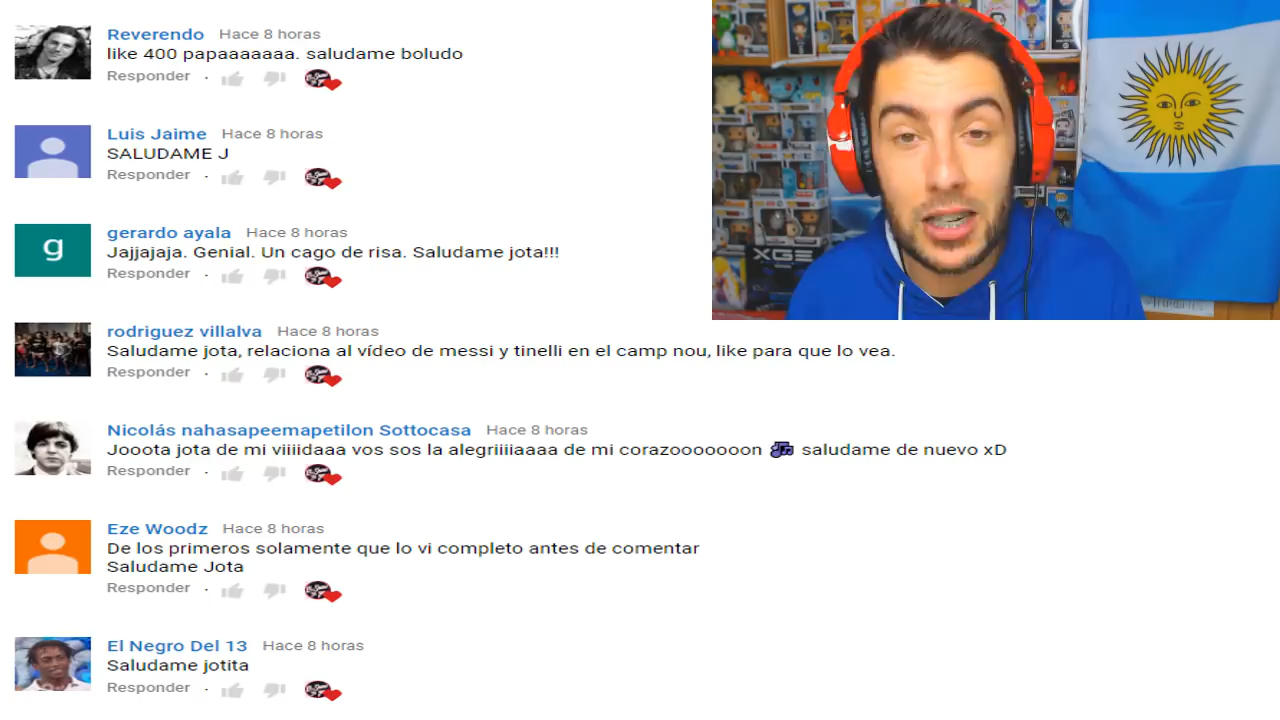 Reverendo Hace 8 horas
like 400 papaaaaaaa. saludame boludo
Responder ·
Luis Jaime Hace 8 horas
SALUDAME J
Responder ·
g
gerardo ayala Hace 8 horas
Jajjajaja. Genial. Un cago de risa. Saludame jota!!!
Responder ·
rodriguez villalva Hace 8 horas
Saludame jota, relaciona al vídeo de messi y tinelli en el camp nou, like para que lo vea.
Responder ·
Nicolás nahasapeemapetilon Sottocasa Hace 8 horas
Jooota jota de mi viiiidaaa vos sos la alegriiiiaaaa de mi corazooooooon 🎶 saludame de nuevo xD
Responder ·
Eze Woodz Hace 8 horas
De los primeros solamente que lo vi completo antes de comentar
Saludame Jota
Responder ·
El Negro Del 13 Hace 8 horas
Saludame jotita
Responder ·
XGE